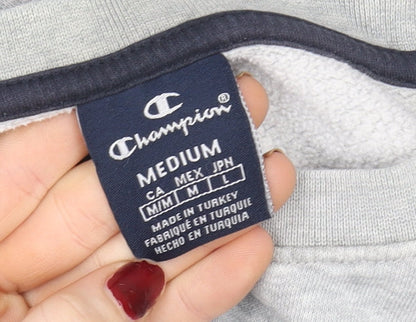 Champion®
MEDIUM
CA MEX JPN
M/M M L
MADE IN TURKEY
FABRIQUÉ EN TURQUIE
HECHO EN TURQUIA